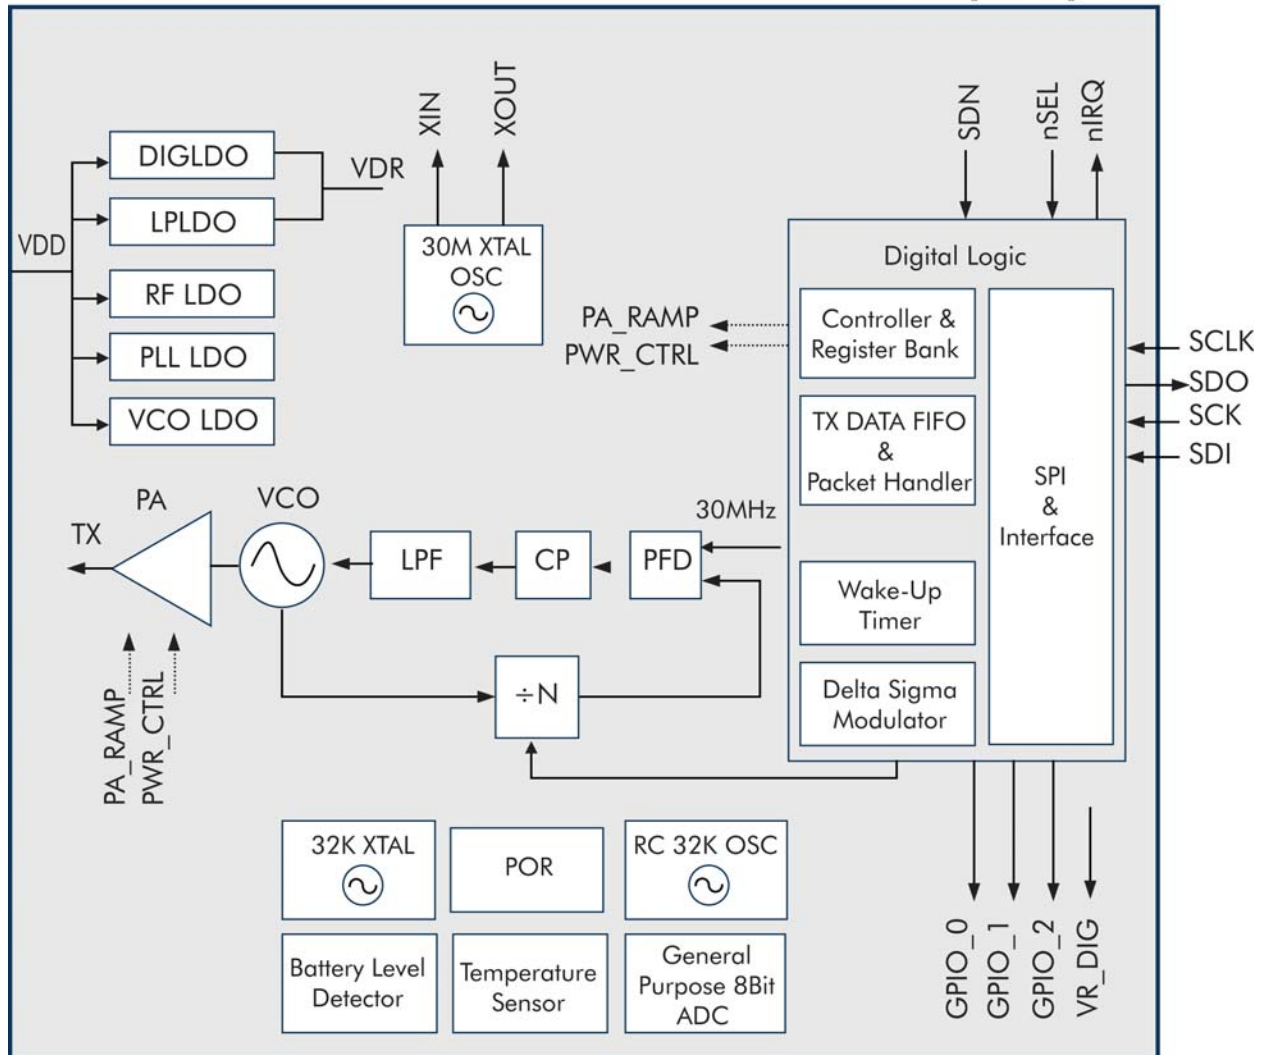 XIN
XOUT
SDN
nSEL
nIRQ
DIGLDO
LPLDO
VDR
VDD
RF LDO
PLL LDO
VCO LDO
30M XTAL
OSC
Digital Logic
PA_RAMP
PWR_CTRL
Controller &
Register Bank
TX DATA FIFO
&
Packet Handler
Wake-Up
Timer
Delta Sigma
Modulator
SPI
&
Interface
SCLK
SDO
SCK
SDI
TX
PA
VCO
LPF
CP
PFD
30MHz
÷N
PA_RAMP
PWR_CTRL
32K XTAL
POR
RC 32K OSC
Battery Level
Detector
Temperature
Sensor
General
Purpose 8Bit
ADC
GPIO_0
GPIO_1
GPIO_2
VR_DIG